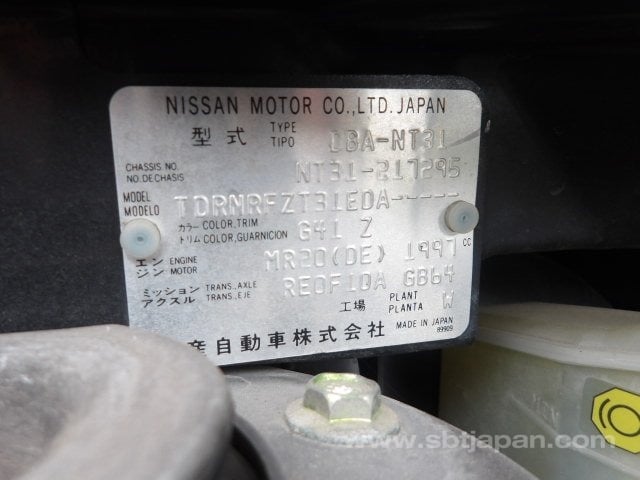 NISSAN MOTOR CO.,LTD. JAPAN
型式 TYPE TIPO DBA-NT31
CHASSIS NO. NO.DE CHASIS NT31-217295
MODEL MODELO TDRNRFZT31EDA-----
カラー COLOR,TRIM トリム COLOR,GUARNICION G41 Z
エンジン ENGINE MOTOR MR20(DE) 1997 CC
ミッション TRANS.,AXLE アクスル TRANS.,EJE RE0F10A GB64
工場 PLANT PLANTA W
産自動車株式会社 MADE IN JAPAN
89909
www.sbtjapan.com